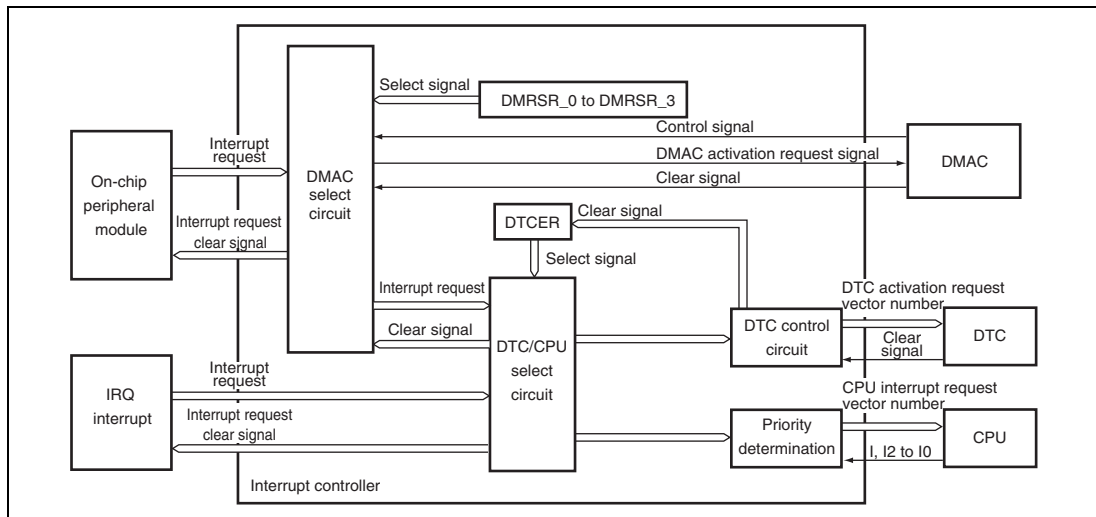 Select signal
DMRSR_0 to DMRSR_3
Control signal
DMAC activation request signal
Clear signal
DMAC
Interrupt
request
On-chip
peripheral
module
Interrupt request
clear signal
DMAC
select
circuit
DTCER
Clear signal
Select signal
Interrupt request
Clear signal
DTC/CPU
select
circuit
DTC control
circuit
DTC activation request
vector number
Clear
signal
DTC
IRQ
interrupt
Interrupt
request
Interrupt request
clear signal
Priority
determination
CPU interrupt request
vector number
I, I2 to I0
CPU
Interrupt controller